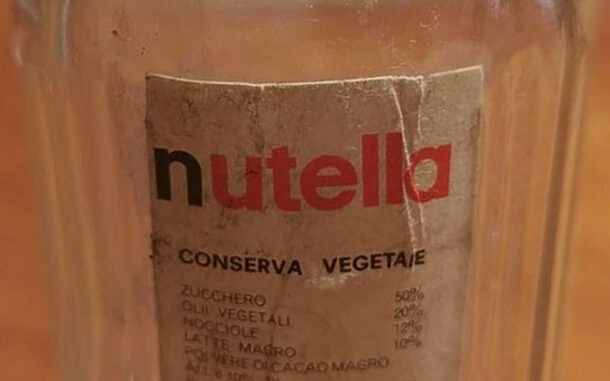 nutella
CONSERVA VEGETALE
ZUCCHERO 50%
OLII VEGETALI 20%
NOCCIOLE 12%
LATTE MAGRO 10%
POLVERE DI CACAO MAGRO